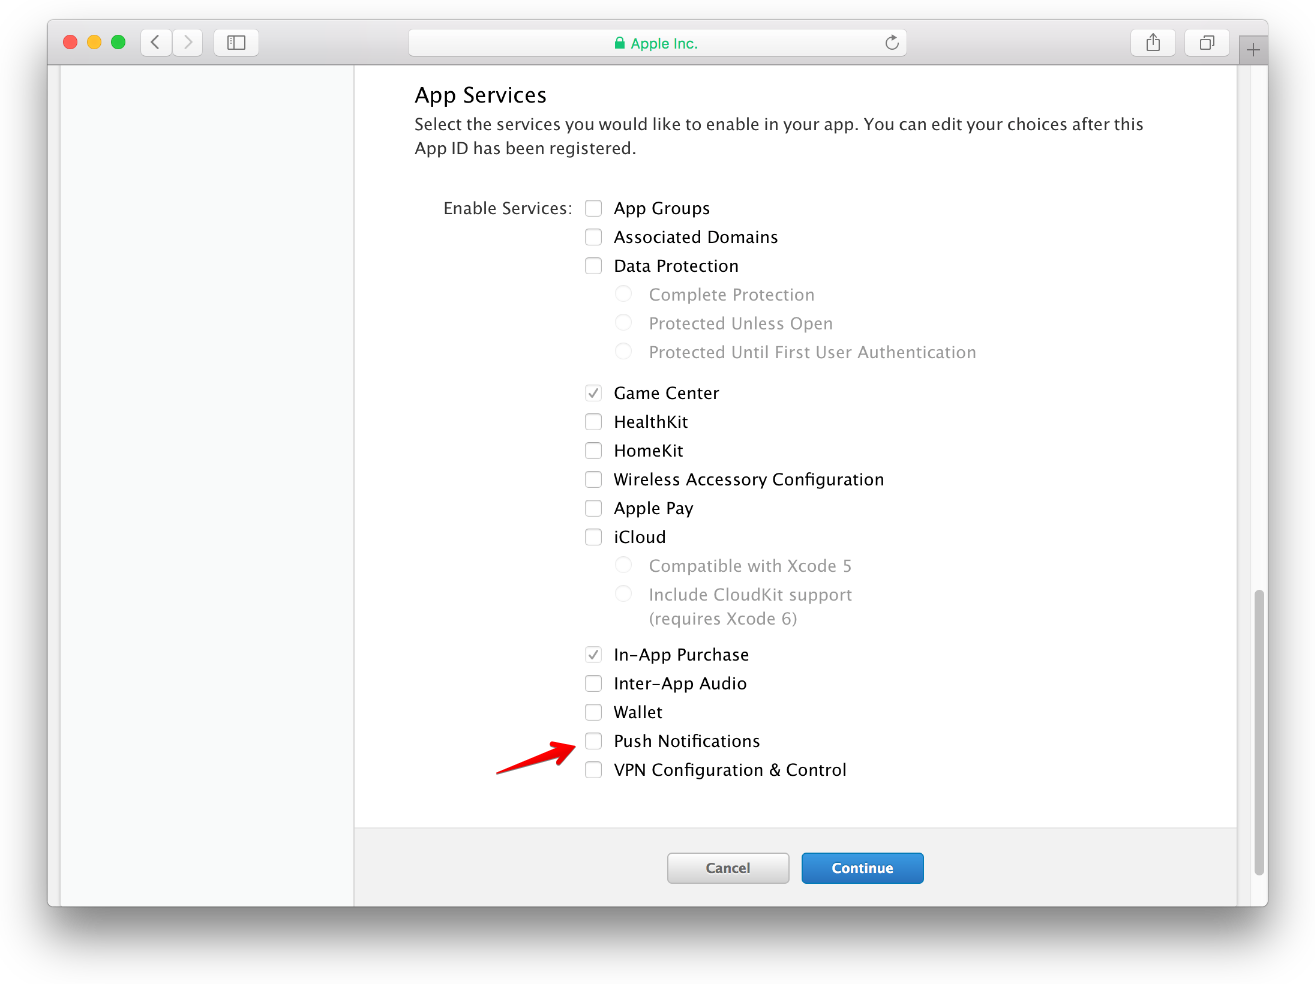 Apple Inc.
App Services
Select the services you would like to enable in your app. You can edit your choices after this
App ID has been registered.
Enable Services:
App Groups
Associated Domains
Data Protection
Complete Protection
Protected Unless Open
Protected Until First User Authentication
Game Center
HealthKit
HomeKit
Wireless Accessory Configuration
Apple Pay
iCloud
Compatible with Xcode 5
Include CloudKit support
(requires Xcode 6)
In-App Purchase
Inter-App Audio
Wallet
Push Notifications
VPN Configuration & Control
Cancel
Continue